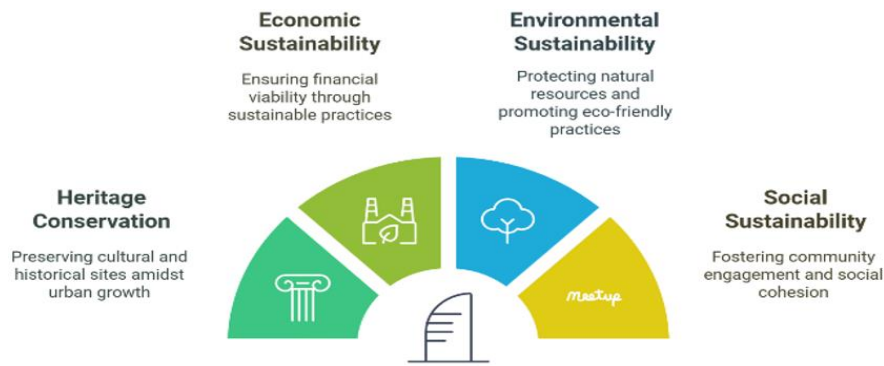 Economic
Sustainability
Ensuring financial
viability through
sustainable practices
Environmental
Sustainability
Protecting natural
resources and
promoting eco-friendly
practices
Heritage
Conservation
Preserving cultural and
historical sites amidst
urban growth
Social
Sustainability
Fostering community
engagement and social
cohesion
meetup